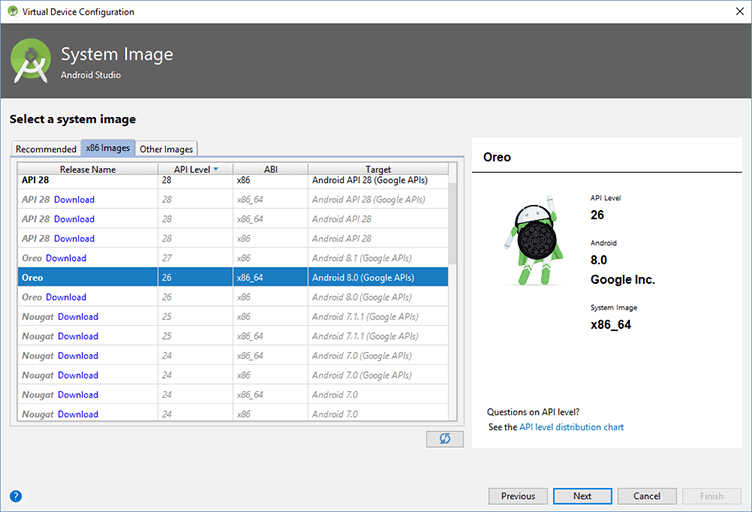 Virtual Device Configuration
System Image
Android Studio
Select a system image
Recommended x86 Images Other Images
Release Name API Level ABI Target
API 28 28 x86 Android API 28 (Google APIs)
API 28 Download 28 x86_64 Android API 28 (Google APIs)
API 28 Download 28 x86_64 Android API 28
API 28 Download 28 x86 Android API 28
Oreo Download 27 x86 Android 8.1 (Google APIs)
Oreo 26 x86_64 Android 8.0 (Google APIs)
Oreo Download 26 x86 Android 8.0 (Google APIs)
Nougat Download 25 x86 Android 7.1.1 (Google APIs)
Nougat Download 25 x86_64 Android 7.1.1 (Google APIs)
Nougat Download 24 x86_64 Android 7.0 (Google APIs)
Nougat Download 24 x86 Android 7.0 (Google APIs)
Nougat Download 24 x86_64 Android 7.0
Nougat Download 24 x86 Android 7.0
Oreo
API Level
26
Android
8.0
Google Inc.
System Image
x86_64
Questions on API level?
See the API level distribution chart
? Previous Next Cancel Finish